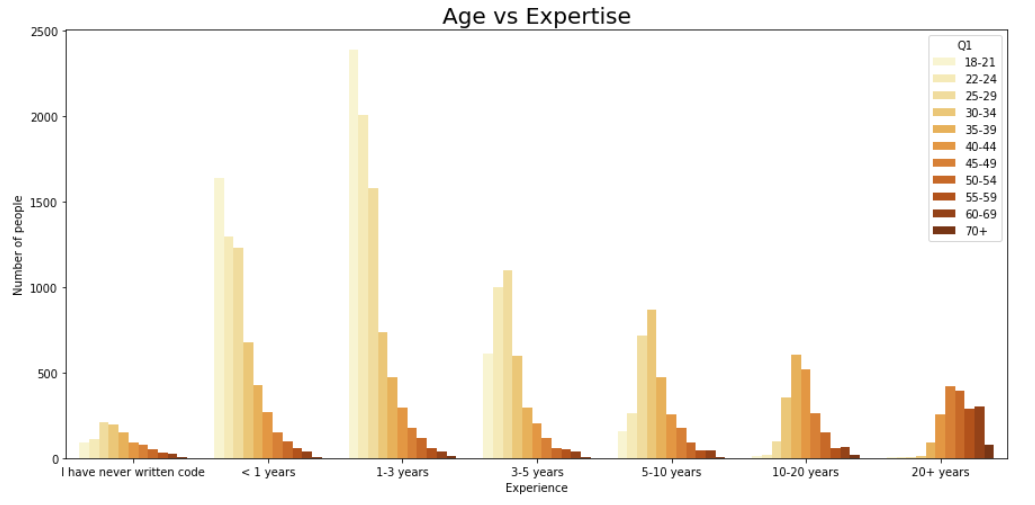 Age vs Expertise
Number of people
2500
2000
1500
1000
500
0
Q1
18-21
22-24
25-29
30-34
35-39
40-44
45-49
50-54
55-59
60-69
70+
I have never written code
< 1 years
1-3 years
3-5 years
5-10 years
10-20 years
20+ years
Experience